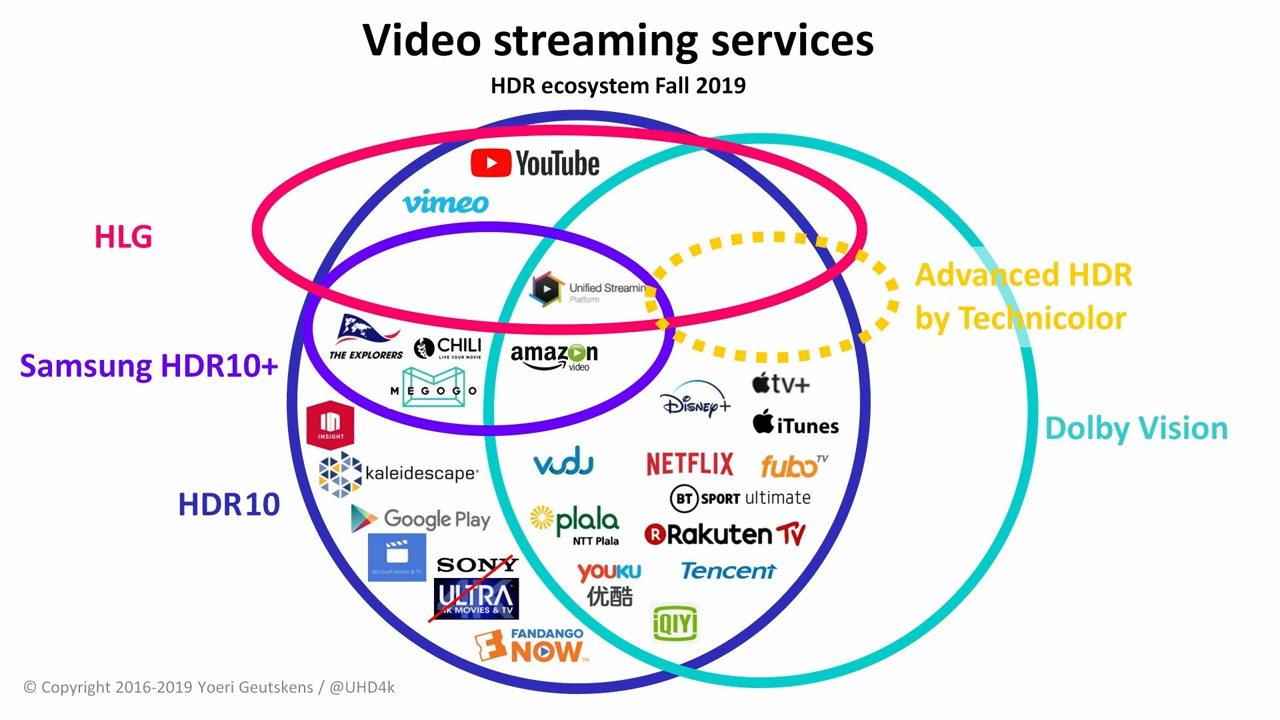 Video streaming services
HDR ecosystem Fall 2019
YouTube
vimeo
HLG
Unified Streamin
Platform
Advanced HDR
by Technicolor
THE EXPLORERS
CHILI
LIVE YOUR MOVIE
amazon
video
Samsung HDR10+
MEGOGO
Disney+
tv+
iTunes
INSIGHT
Dolby Vision
kaleidescape
vudu
NETFLIX
fubo TV
BT SPORT ultimate
HDR10
Google Play
plala
NTT Plala
Rakuten TV
Microsoft Movies & TV
SONY
ULTRA
4K MOVIES & TV
YOUKU
优酷
Tencent
iQIYI
FANDANGO
NOW™
© Copyright 2016-2019 Yoeri Geutskens / @UHD4k